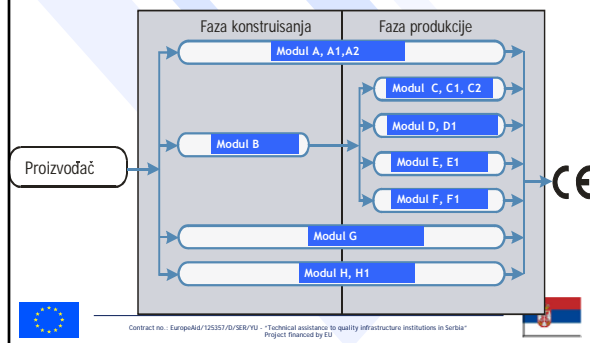 Faza konstruisanja
Faza produkcije
Modul A, A1,A2
Modul C, C1, C2
Modul D, D1
Modul B
Modul E, E1
Proizvođač
Modul F, F1
CE
Modul G
Modul H, H1
Contract no.: EuropeAid/125357/D/SER/YU - "Technical assistance to quality infrastructure institutions in Serbia"
Project financed by EU